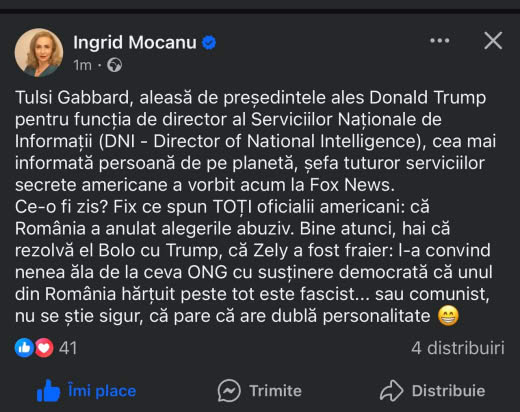 Ingrid Mocanu
1m
Tulsi Gabbard, aleasă de președintele ales Donald Trump
pentru funcția de director al Serviciilor Naționale de
Informații (DNI - Director of National Intelligence), cea mai
informată persoană de pe planetă, șefa tuturor serviciilor
secrete americane a vorbit acum la Fox News.
Ce-o fi zis? Fix ce spun TOȚI oficialii americani: că
România a anulat alegerile abuziv. Bine atunci, hai că
rezolvă el Bolo cu Trump, că Zely a fost fraier: l-a convind
nenea ăla de la ceva ONG cu susținere democrată că unul
din România hărțuit peste tot este fascist... sau comunist,
nu se știe sigur, că pare că are dublă personalitate 😁
41
4 distribuiri
Îmi place
Trimite
Distribuie